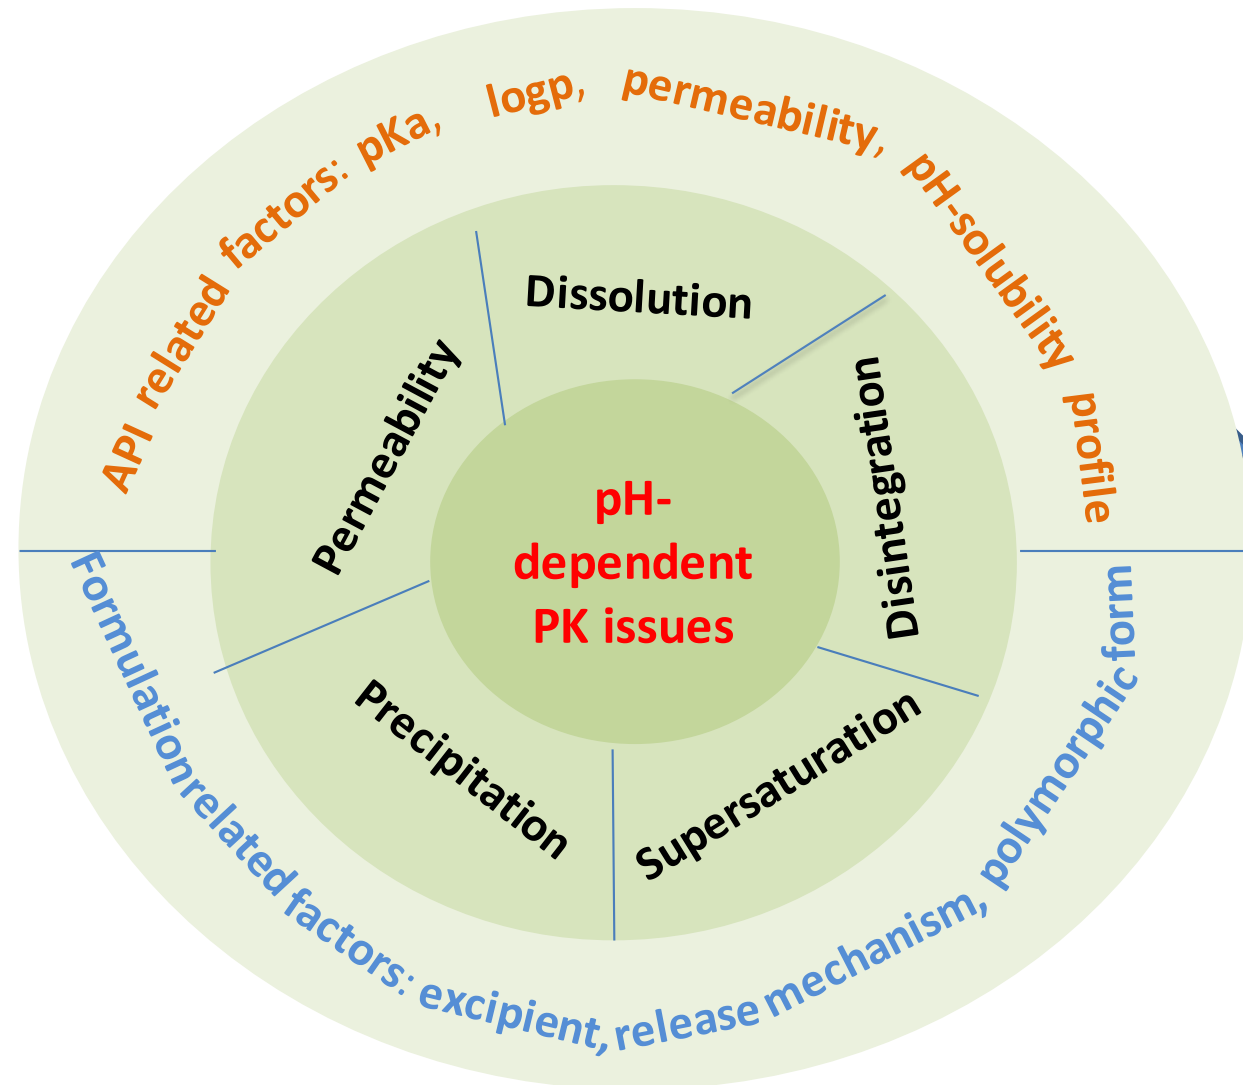 API related factors: pKa, logp, permeability, pH-solubility profile
Dissolution
Permeability
Disintegration
pH-
dependent
PK issues
Precipitation
Supersaturation
Formulationrelated factors: excipient, release mechanism, polymorphic form